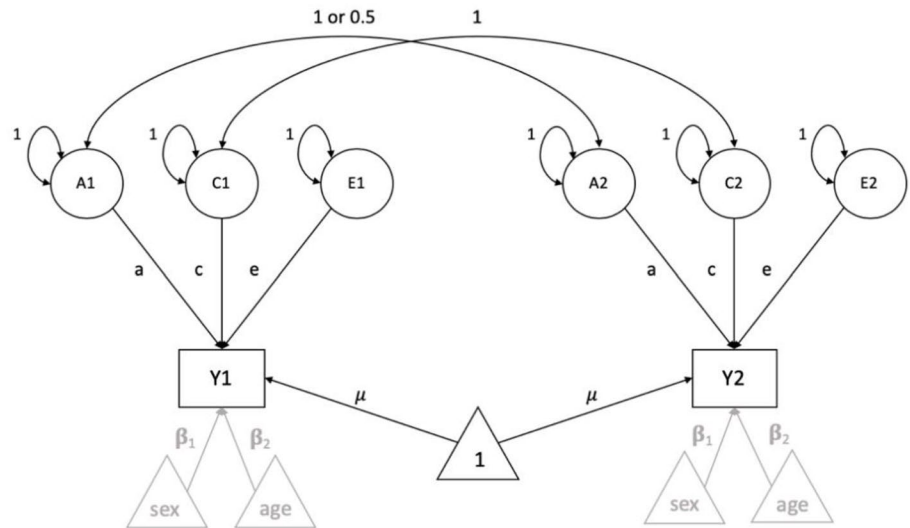 1 or 0.5 1
1 1 1 1 1 1
A1 C1 E1 A2 C2 E2
a c e a c e
Y1 Y2
μ μ
β₁ β₂ β₁ β₂
1
sex age sex age